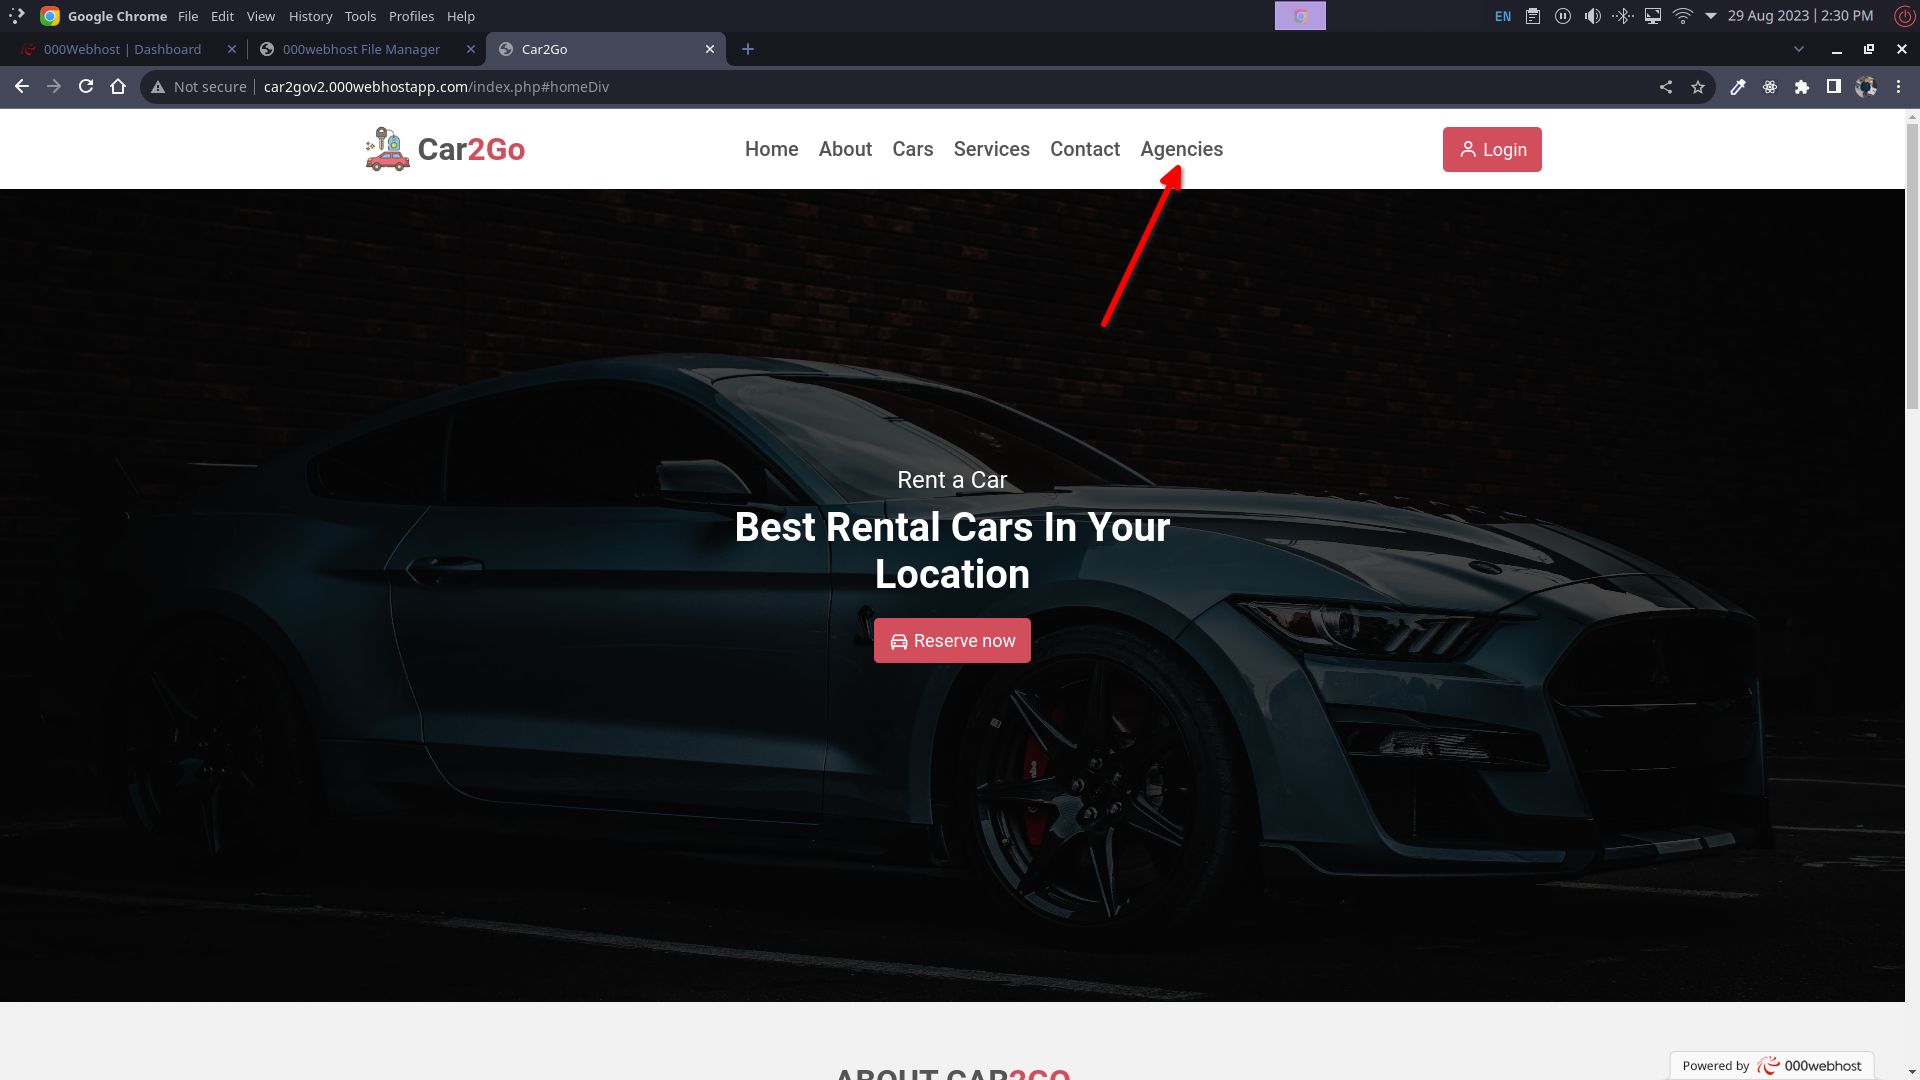 Google Chrome File Edit View History Tools Profiles Help EN 29 Aug 2023 | 2:30 PM
000Webhost | Dashboard 000webhost File Manager Car2Go
Not secure car2gov2.000webhostapp.com/index.php#homeDiv
Car2Go Home About Cars Services Contact Agencies Login
Rent a Car
Best Rental Cars In Your
Location
Reserve now
ABOUT CAR2GO
Powered by 000webhost